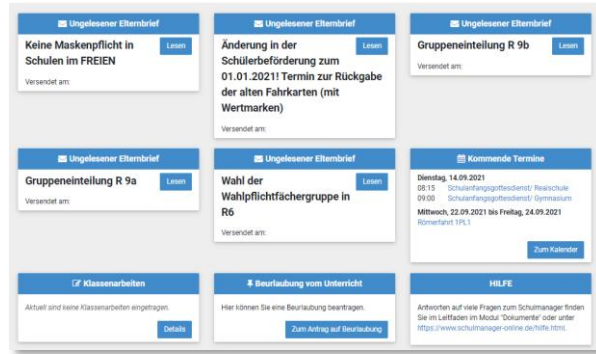 Ungelesener Elternbrief
Keine Maskenpflicht in
Schulen im FREIEN
Lesen
Versendet am:
Ungelesener Elternbrief
Änderung in der
Schülerbeförderung zum
01.01.2021! Termin zur Rückgabe
der alten Fahrkarten (mit
Wertmarken)
Lesen
Versendet am:
Ungelesener Elternbrief
Gruppeneinteilung R 9b
Lesen
Versendet am:
Ungelesener Elternbrief
Gruppeneinteilung R 9a
Lesen
Versendet am:
Ungelesener Elternbrief
Wahl der
Wahlpflichtfächergruppe in
R6
Lesen
Versendet am:
Kommende Termine
Dienstag, 14.09.2021
08:15 Schulanfangsgottesdienst/ Realschule
09:00 Schulanfangsgottesdienst/ Gymnasium
Mittwoch, 22.09.2021 bis Freitag, 24.09.2021
Römerfahrt 1PL1
Zum Kalender
Klassenarbeiten
Aktuell sind keine Klassenarbeiten eingetragen.
Details
Beurlaubung vom Unterricht
Hier können Sie eine Beurlaubung beantragen.
Zum Antrag auf Beurlaubung
HILFE
Antworten auf viele Fragen zum Schulmanager finden
Sie im Leitfaden im Modul "Dokumente" oder unter
https://www.schulmanager-online.de/hilfe.html.